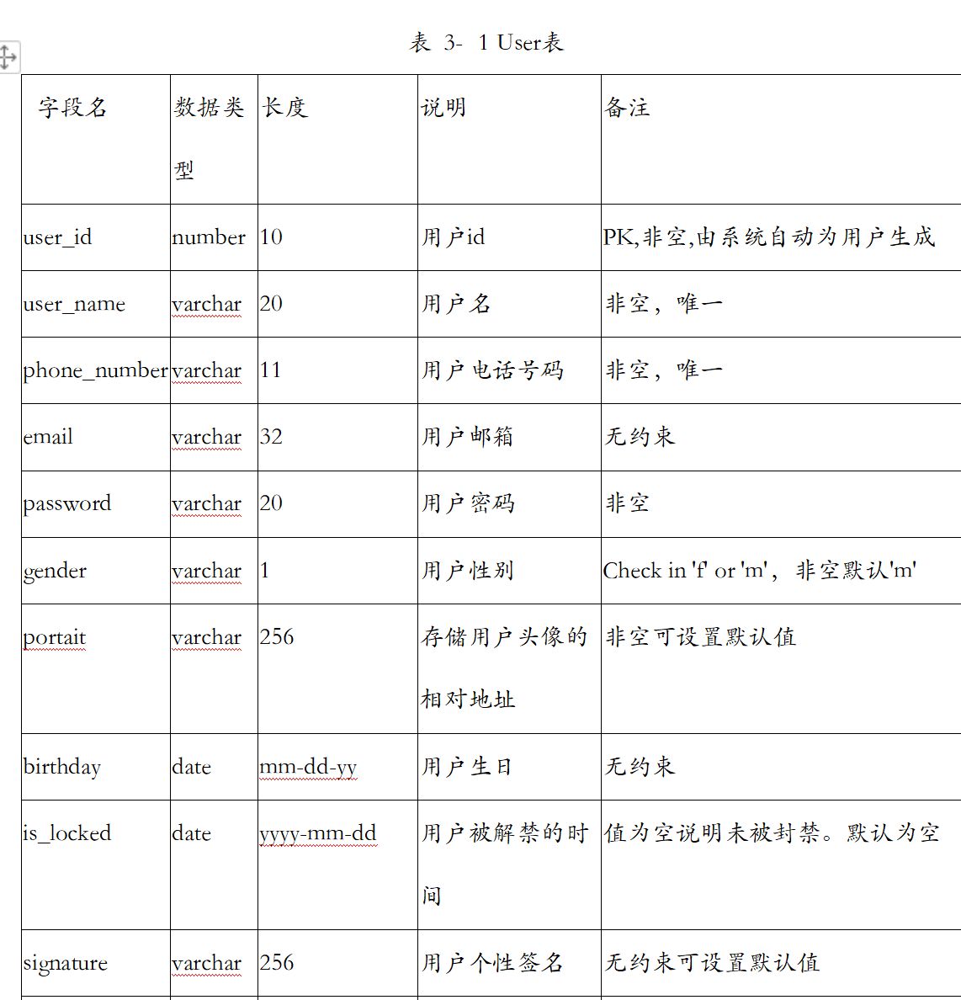 表 3- 1 User表
字段名 数据类 长度 说明 备注
型
user_id number 10 用户id PK,非空,由系统自动为用户生成
user_name varchar 20 用户名 非空，唯一
phone_number varchar 11 用户电话号码 非空，唯一
email varchar 32 用户邮箱 无约束
password varchar 20 用户密码 非空
gender varchar 1 用户性别 Check in 'f' or 'm'，非空默认'm'
portait varchar 256 存储用户头像的 非空可设置默认值
相对地址
birthday date mm-dd-yy 用户生日 无约束
is_locked date yyyy-mm-dd 用户被解禁的时 值为空说明未被封禁。默认为空
间
signature varchar 256 用户个性签名 无约束可设置默认值